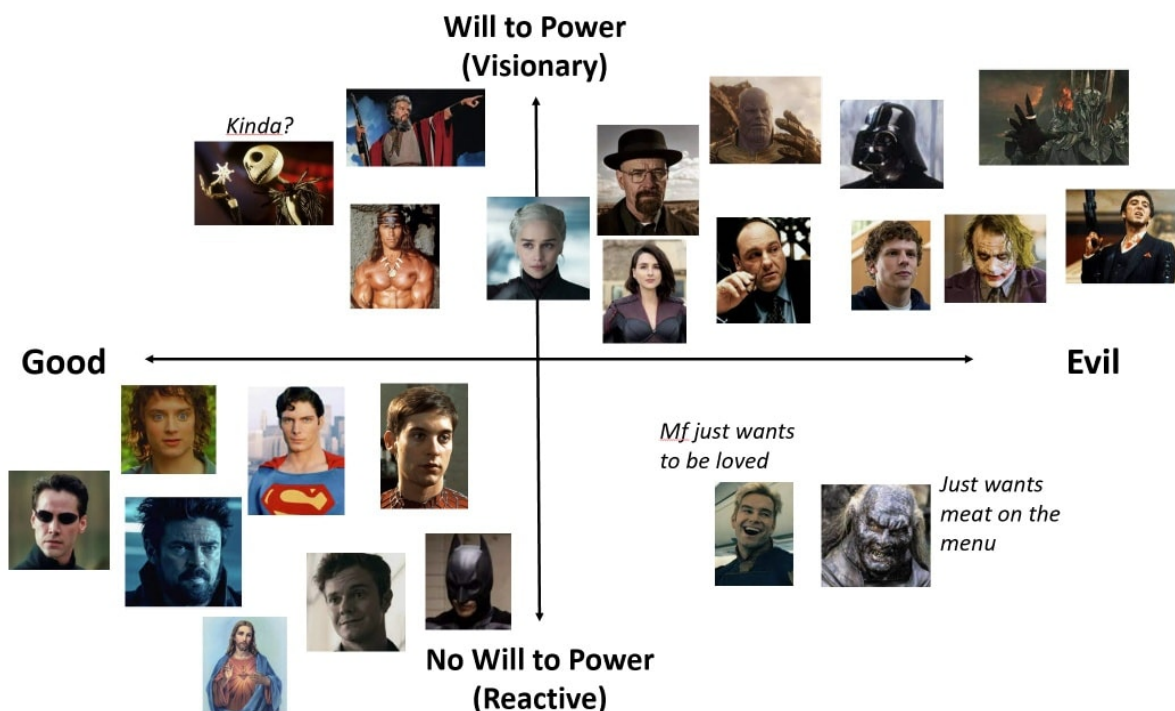 Will to Power
(Visionary)
Kinda?
Good
Evil
Mf just wants
to be loved
Just wants
meat on the
menu
No Will to Power
(Reactive)